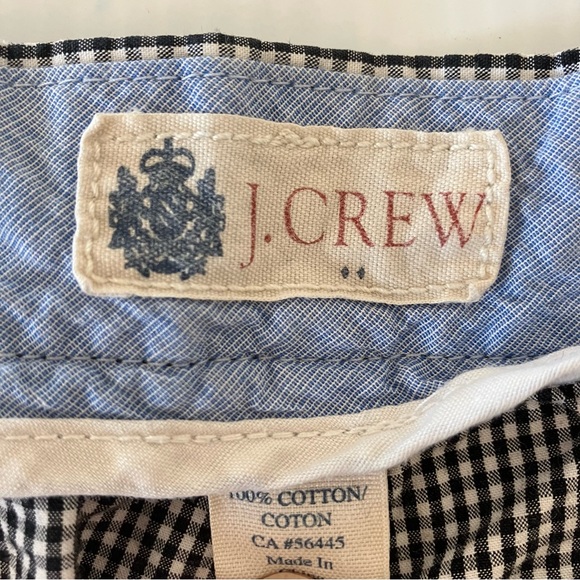 J.CREW
100% COTTON/
COTON
CA #56445
Made In